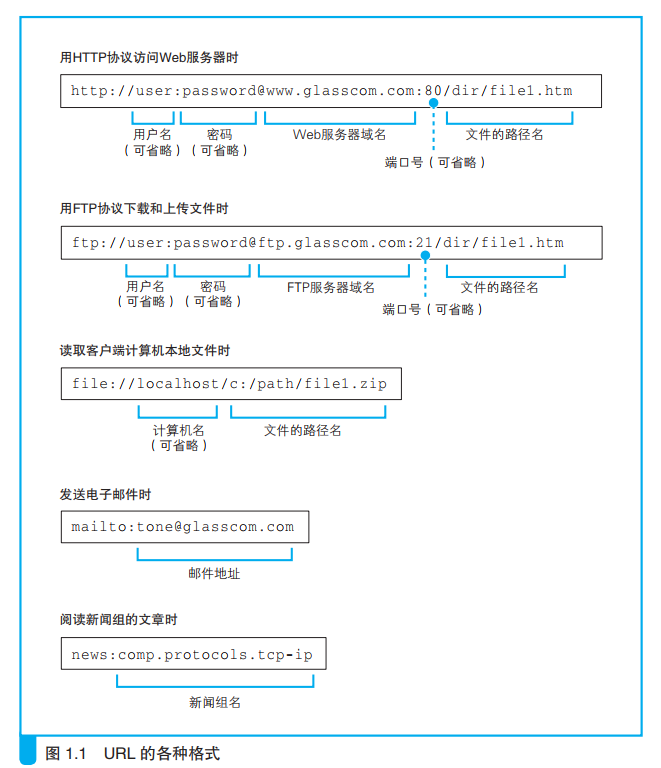 用HTTP协议访问Web服务器时
http://user:password@www.glasscom.com:80/dir/file1.htm
用户名 密码 Web服务器域名 文件的路径名
（可省略）（可省略） 端口号（可省略）
用FTP协议下载和上传文件时
ftp://user:password@ftp.glasscom.com:21/dir/file1.htm
用户名 密码 FTP服务器域名 文件的路径名
（可省略）（可省略） 端口号（可省略）
读取客户端计算机本地文件时
file://localhost/c:/path/file1.zip
计算机名 文件的路径名
（可省略）
发送电子邮件时
mailto:tone@glasscom.com
邮件地址
阅读新闻组的文章时
news:comp.protocols.tcp-ip
新闻组名
图 1.1 URL 的各种格式